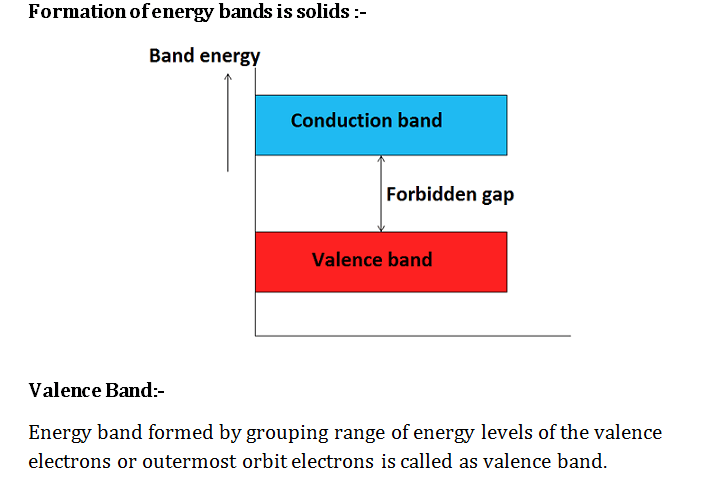 Formation of energy bands is solids :-
Band energy
Conduction band
Forbidden gap
Valence band
Valence Band:-
Energy band formed by grouping range of energy levels of the valence
electrons or outermost orbit electrons is called as valence band.